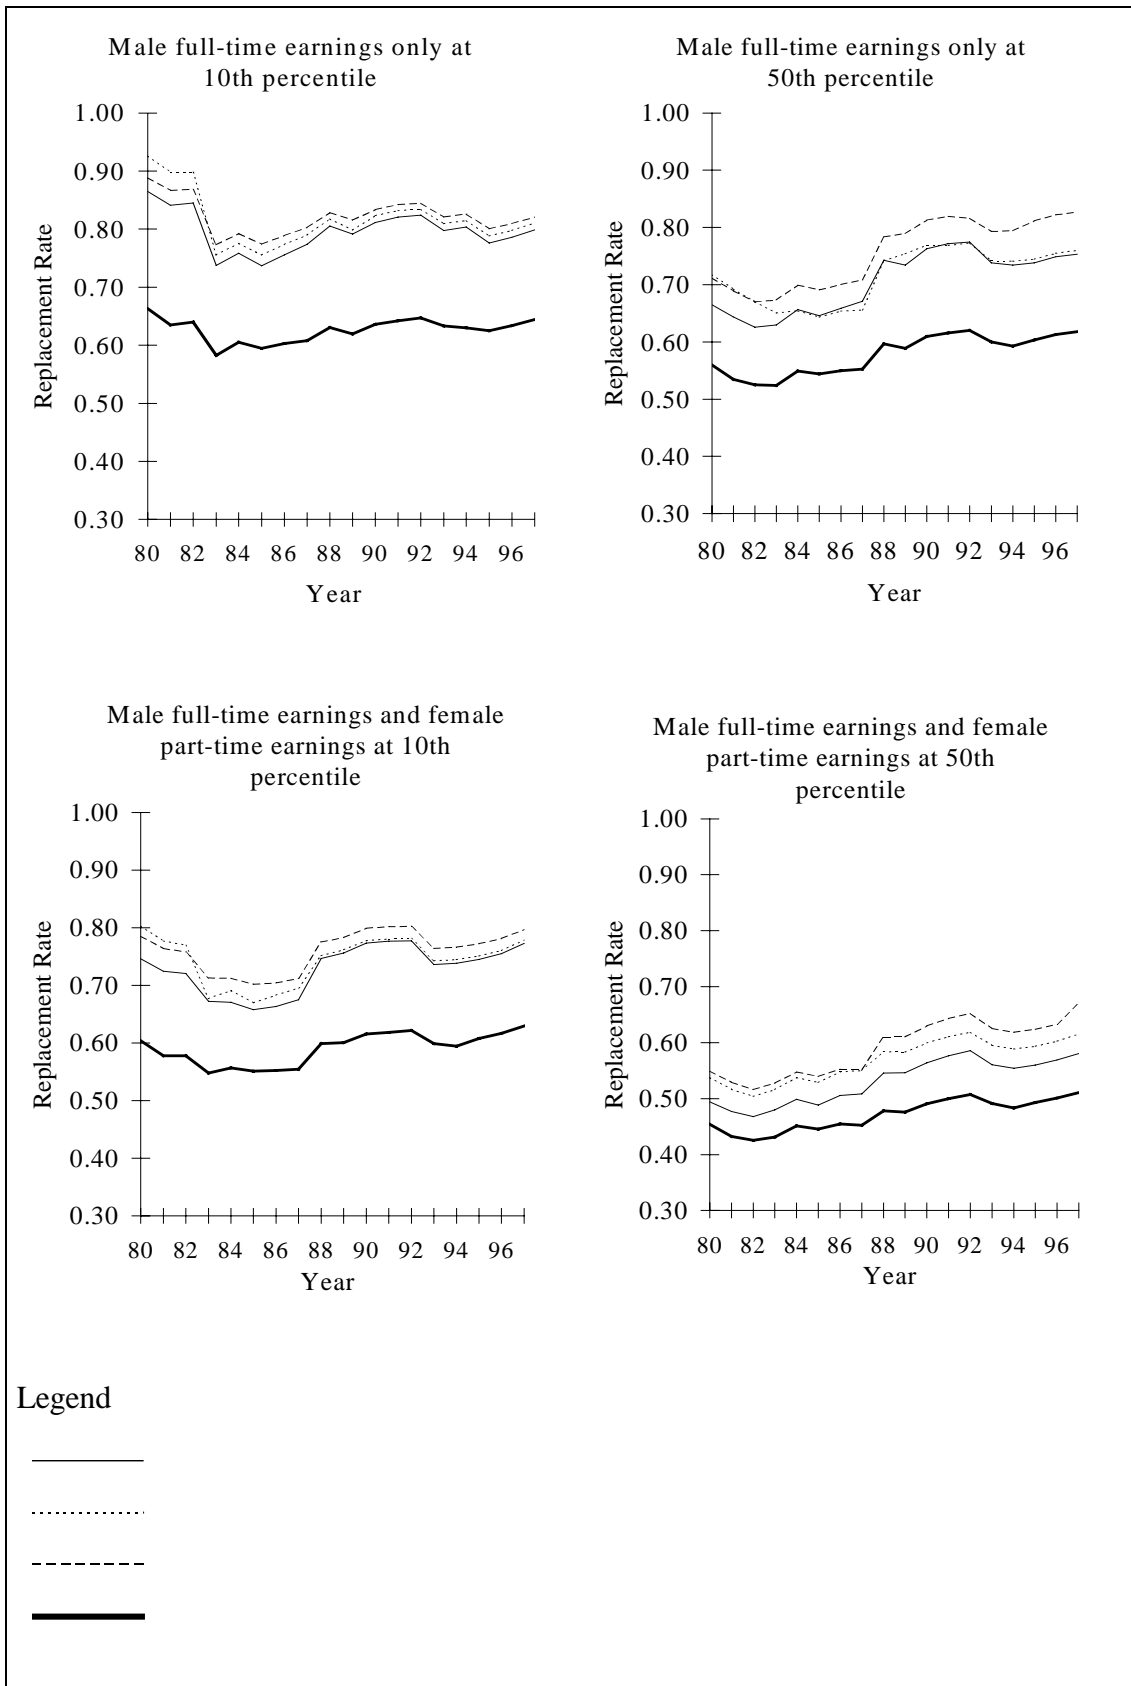 Male full-time earnings only at
10th percentile
1.00
0.90
0.80
0.70
0.60
0.50
0.40
0.30
Replacement Rate
80 82 84 86 88 90 92 94 96
Year
Male full-time earnings only at
50th percentile
1.00
0.90
0.80
0.70
0.60
0.50
0.40
0.30
Replacement Rate
80 82 84 86 88 90 92 94 96
Year
Male full-time earnings and female
part-time earnings at 10th
percentile
1.00
0.90
0.80
0.70
0.60
0.50
0.40
0.30
Replacement Rate
80 82 84 86 88 90 92 94 96
Year
Male full-time earnings and female
part-time earnings at 50th
percentile
1.00
0.90
0.80
0.70
0.60
0.50
0.40
0.30
Replacement Rate
80 82 84 86 88 90 92 94 96
Year
Legend